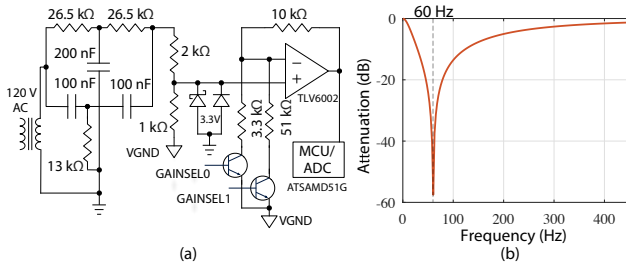 (a)
26.5 kΩ
26.5 kΩ
200 nF
120 V
AC
100 nF
100 nF
13 kΩ
2 kΩ
1 kΩ
3.3V
VGND
10 kΩ
TLV6002
3.3 kΩ
51 kΩ
MCU/
ADC
ATSAMD51G
GAINSEL0
GAINSEL1
VGND
(a)
60 Hz
(b)
0
-20
-40
-60
Attenuation (dB)
0
100
200
300
400
Frequency (Hz)
(b)